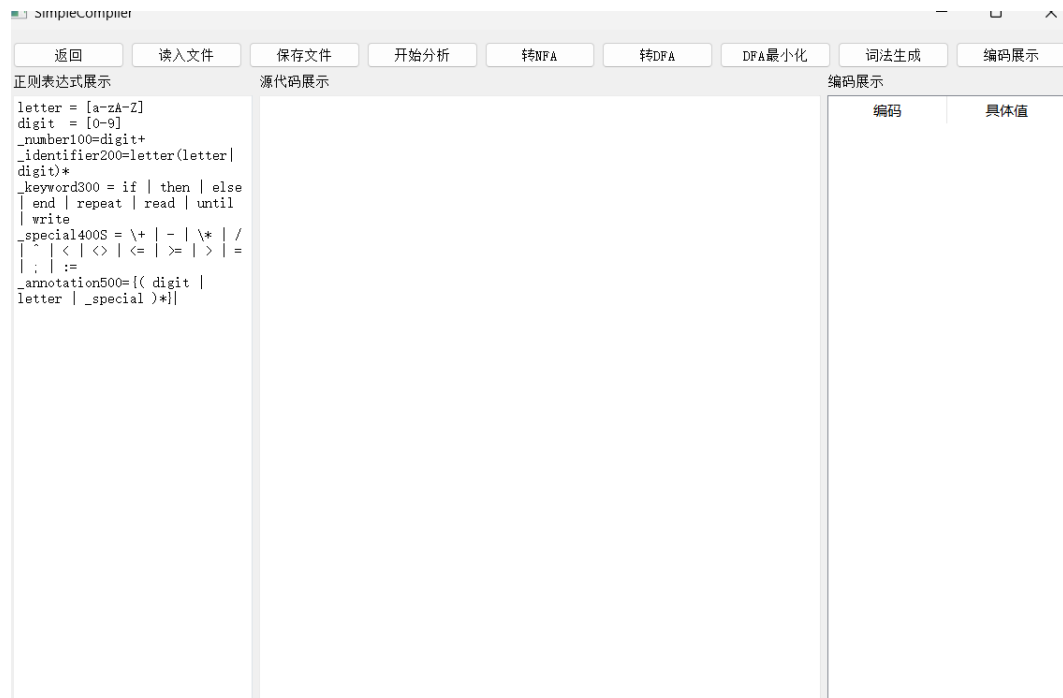 SimpleCompiler
返回 读入文件 保存文件 开始分析 转NFA 转DFA DFA最小化 词法生成 编码展示
正则表达式展示 源代码展示 编码展示
编码 具体值
letter = [a-zA-Z]
digit  = [0-9]
_number100=digit+
_identifier200=letter(letter|
digit)*
_keyword300 = if | then | else
| end | repeat | read | until
| write
_special400S = \+ | - | \* | /
| ^ | < | <> | <= | >= | > | =
| ; | :=
_annotation500={( digit |
letter | _special )*}